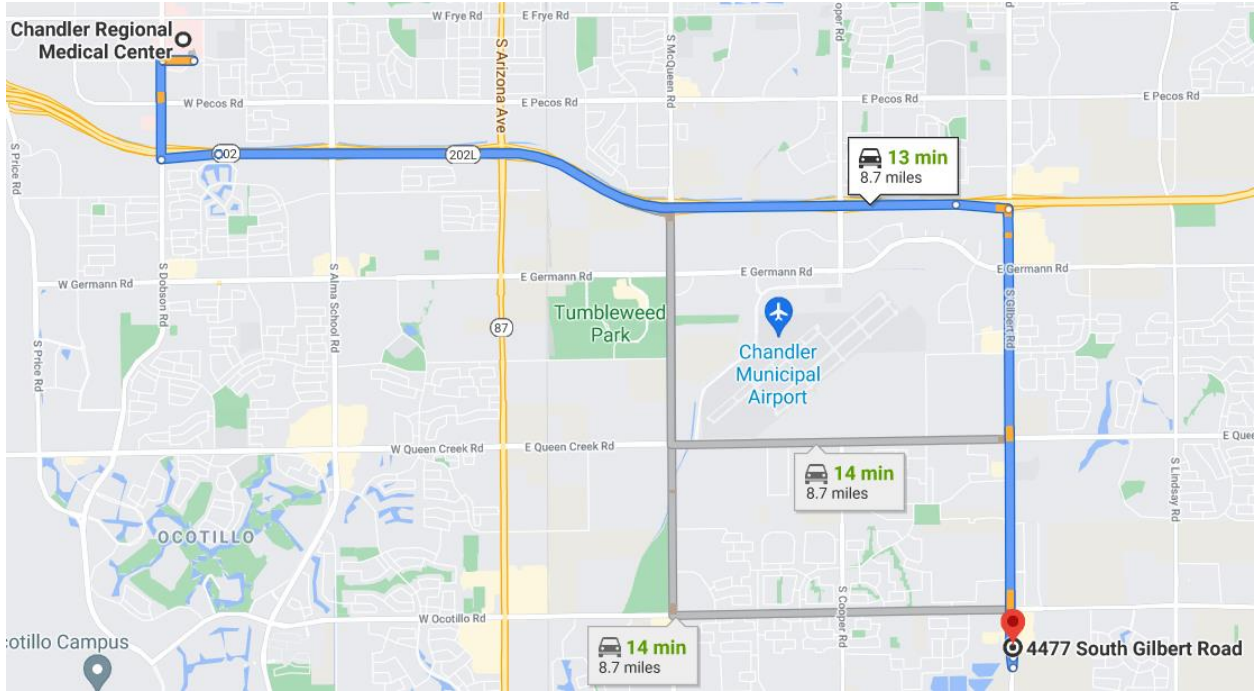 W Frye Rd
E Frye Rd
Chandler Regional
Medical Center
S Arizona Ave
S McQueen Rd
oper Rd
W Pecos Rd
E Pecos Rd
E Pecos Rd
E Pecos Rd
S Price Rd
202
202L
13 min
8.7 miles
W Germann Rd
S Dobson Rd
S Alma School Rd
E Germann Rd
E Germann Rd
E Germann Rd
S Gilbert Rd
Tumbleweed
Park
87
S Price Rd
Chandler
Municipal
Airport
W Queen Creek Rd
E Queen Creek Rd
E Quee
14 min
8.7 miles
S Lindsay Rd
OCOTILLO
S Cooper Rd
W Ocotillo Rd
cotillo Campus
14 min
8.7 miles
4477 South Gilbert Road